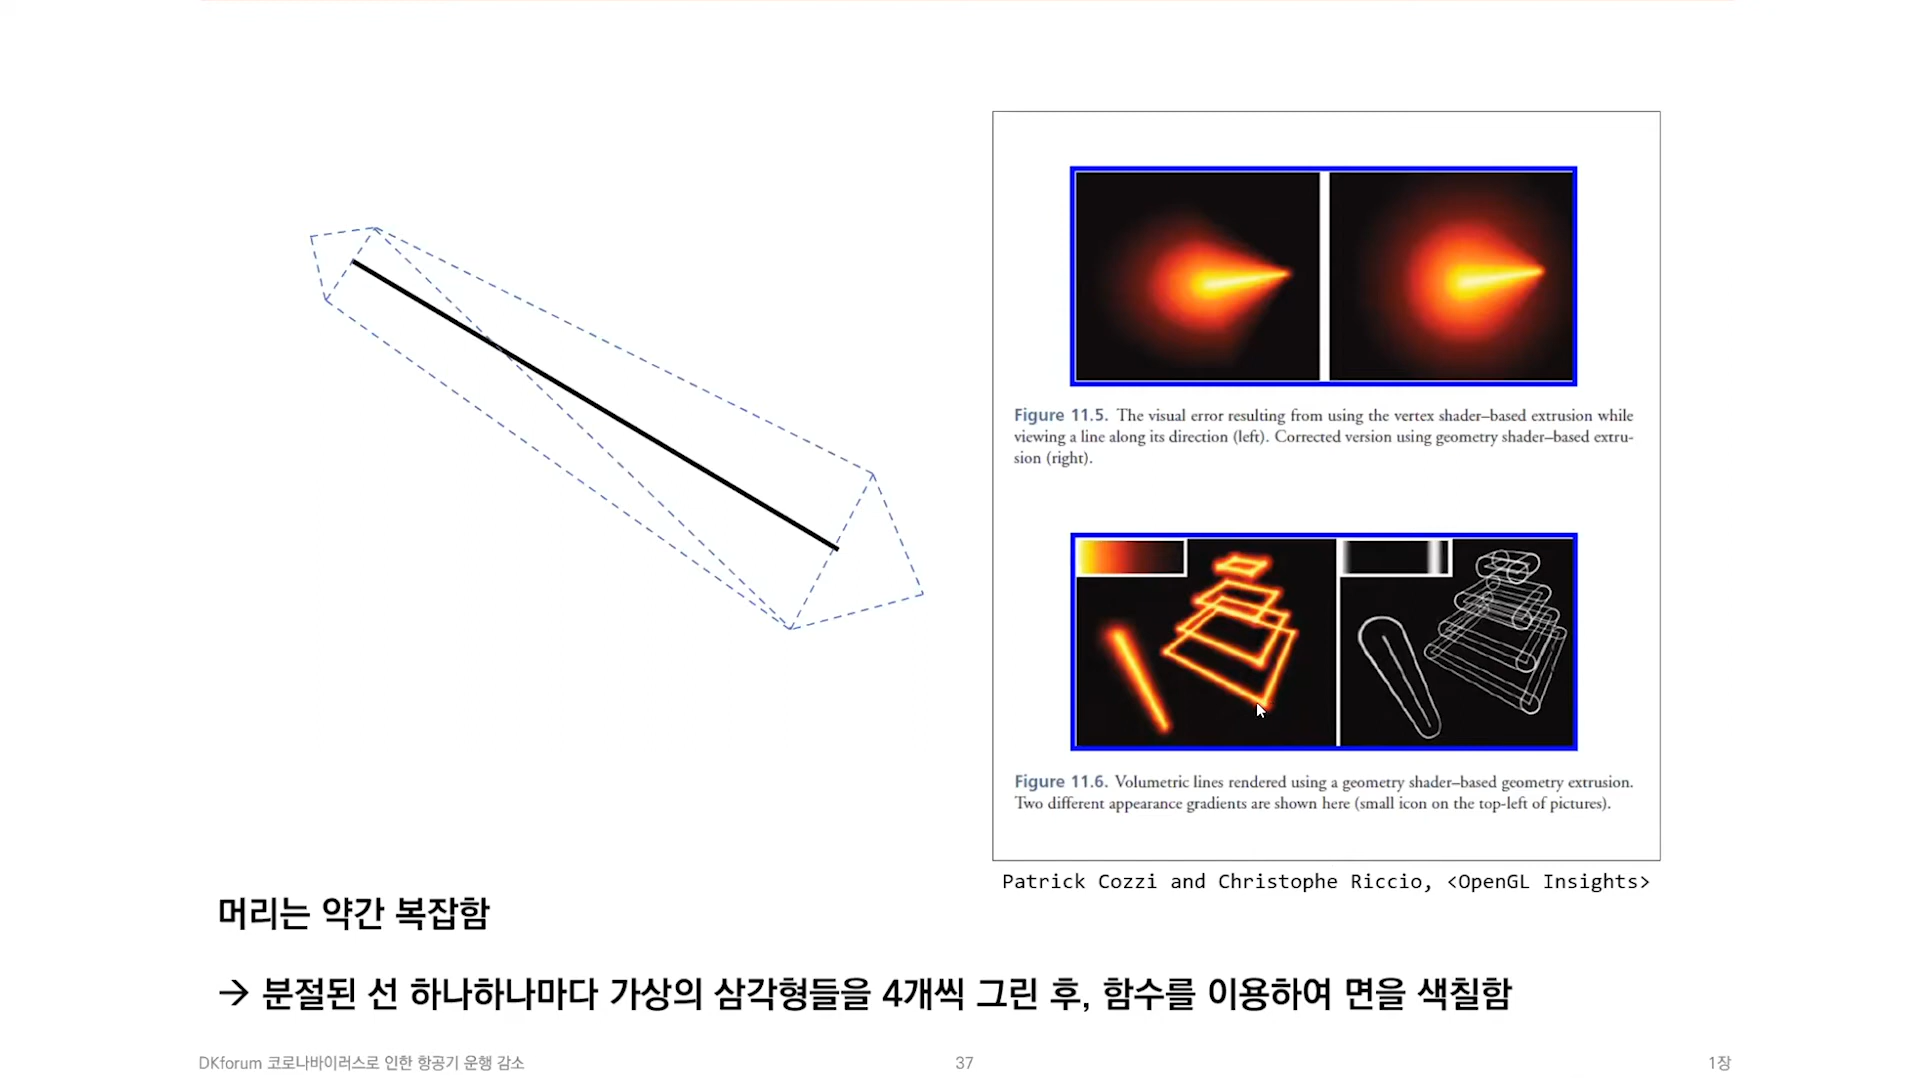 Figure 11.5. The visual error resulting from using the vertex shader–based extrusion while
viewing a line along its direction (left). Corrected version using geometry shader–based extru-
sion (right).
Figure 11.6. Volumetric lines rendered using a geometry shader–based geometry extrusion.
Two different appearance gradients are shown here (small icon on the top-left of pictures).
Patrick Cozzi and Christophe Riccio, <OpenGL Insights>
머리는 약간 복잡함
→ 분절된 선 하나하나마다 가상의 삼각형들을 4개씩 그린 후, 함수를 이용하여 면을 색칠함
DKforum 코로나바이러스로 인한 항공기 운행 감소
37
1장